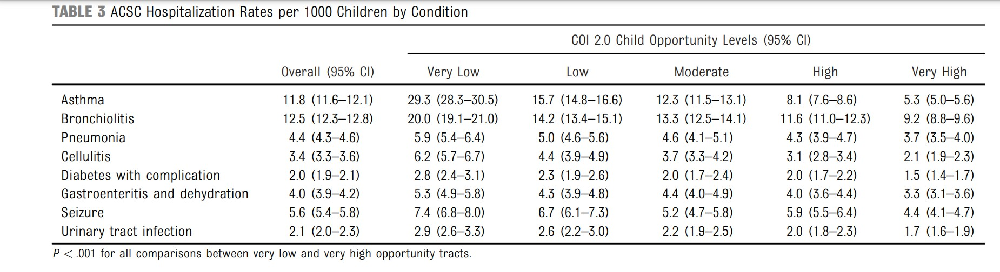 TABLE 3 ACSC Hospitalization Rates per 1000 Children by Condition
COI 2.0 Child Opportunity Levels (95% CI)
Overall (95% CI) Very Low Low Moderate High Very High
Asthma 11.8 (11.6–12.1) 29.3 (28.3–30.5) 15.7 (14.8–16.6) 12.3 (11.5–13.1) 8.1 (7.6–8.6) 5.3 (5.0–5.6)
Bronchiolitis 12.5 (12.3–12.8) 20.0 (19.1–21.0) 14.2 (13.4–15.1) 13.3 (12.5–14.1) 11.6 (11.0–12.3) 9.2 (8.8–9.6)
Pneumonia 4.4 (4.3–4.6) 5.9 (5.4–6.4) 5.0 (4.6–5.6) 4.6 (4.1–5.1) 4.3 (3.9–4.7) 3.7 (3.5–4.0)
Cellulitis 3.4 (3.3–3.6) 6.2 (5.7–6.7) 4.4 (3.9–4.9) 3.7 (3.3–4.2) 3.1 (2.8–3.4) 2.1 (1.9–2.3)
Diabetes with complication 2.0 (1.9–2.1) 2.8 (2.4–3.1) 2.3 (1.9–2.6) 2.0 (1.7–2.4) 2.0 (1.7–2.2) 1.5 (1.4–1.7)
Gastroenteritis and dehydration 4.0 (3.9–4.2) 5.3 (4.9–5.8) 4.3 (3.9–4.8) 4.4 (4.0–4.9) 4.0 (3.6–4.4) 3.3 (3.1–3.6)
Seizure 5.6 (5.4–5.8) 7.4 (6.8–8.0) 6.7 (6.1–7.3) 5.2 (4.7–5.8) 5.9 (5.5–6.4) 4.4 (4.1–4.7)
Urinary tract infection 2.1 (2.0–2.3) 2.9 (2.6–3.3) 2.6 (2.2–3.0) 2.2 (1.9–2.5) 2.0 (1.8–2.3) 1.7 (1.6–1.9)
P < .001 for all comparisons between very low and very high opportunity tracts.